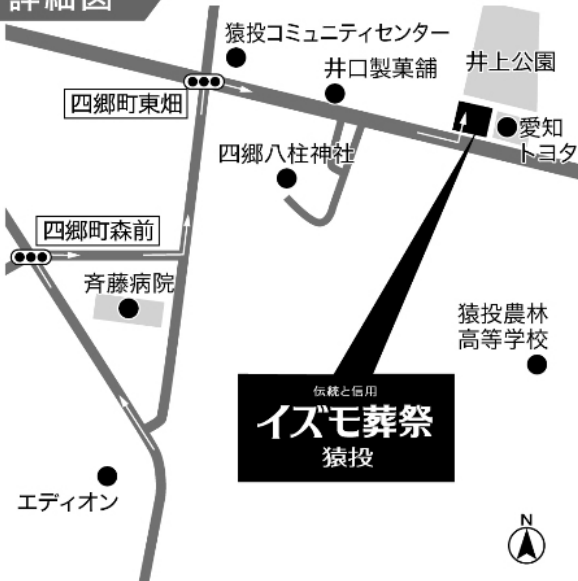 詳細図
猿投コミュニティセンター
井口製菓舗
井上公園
四郷町東畑
愛知
トヨタ
四郷八柱神社
四郷町森前
斉藤病院
猿投農林
高等学校
伝統と信用
イズモ葬祭
猿投
エディオン
N